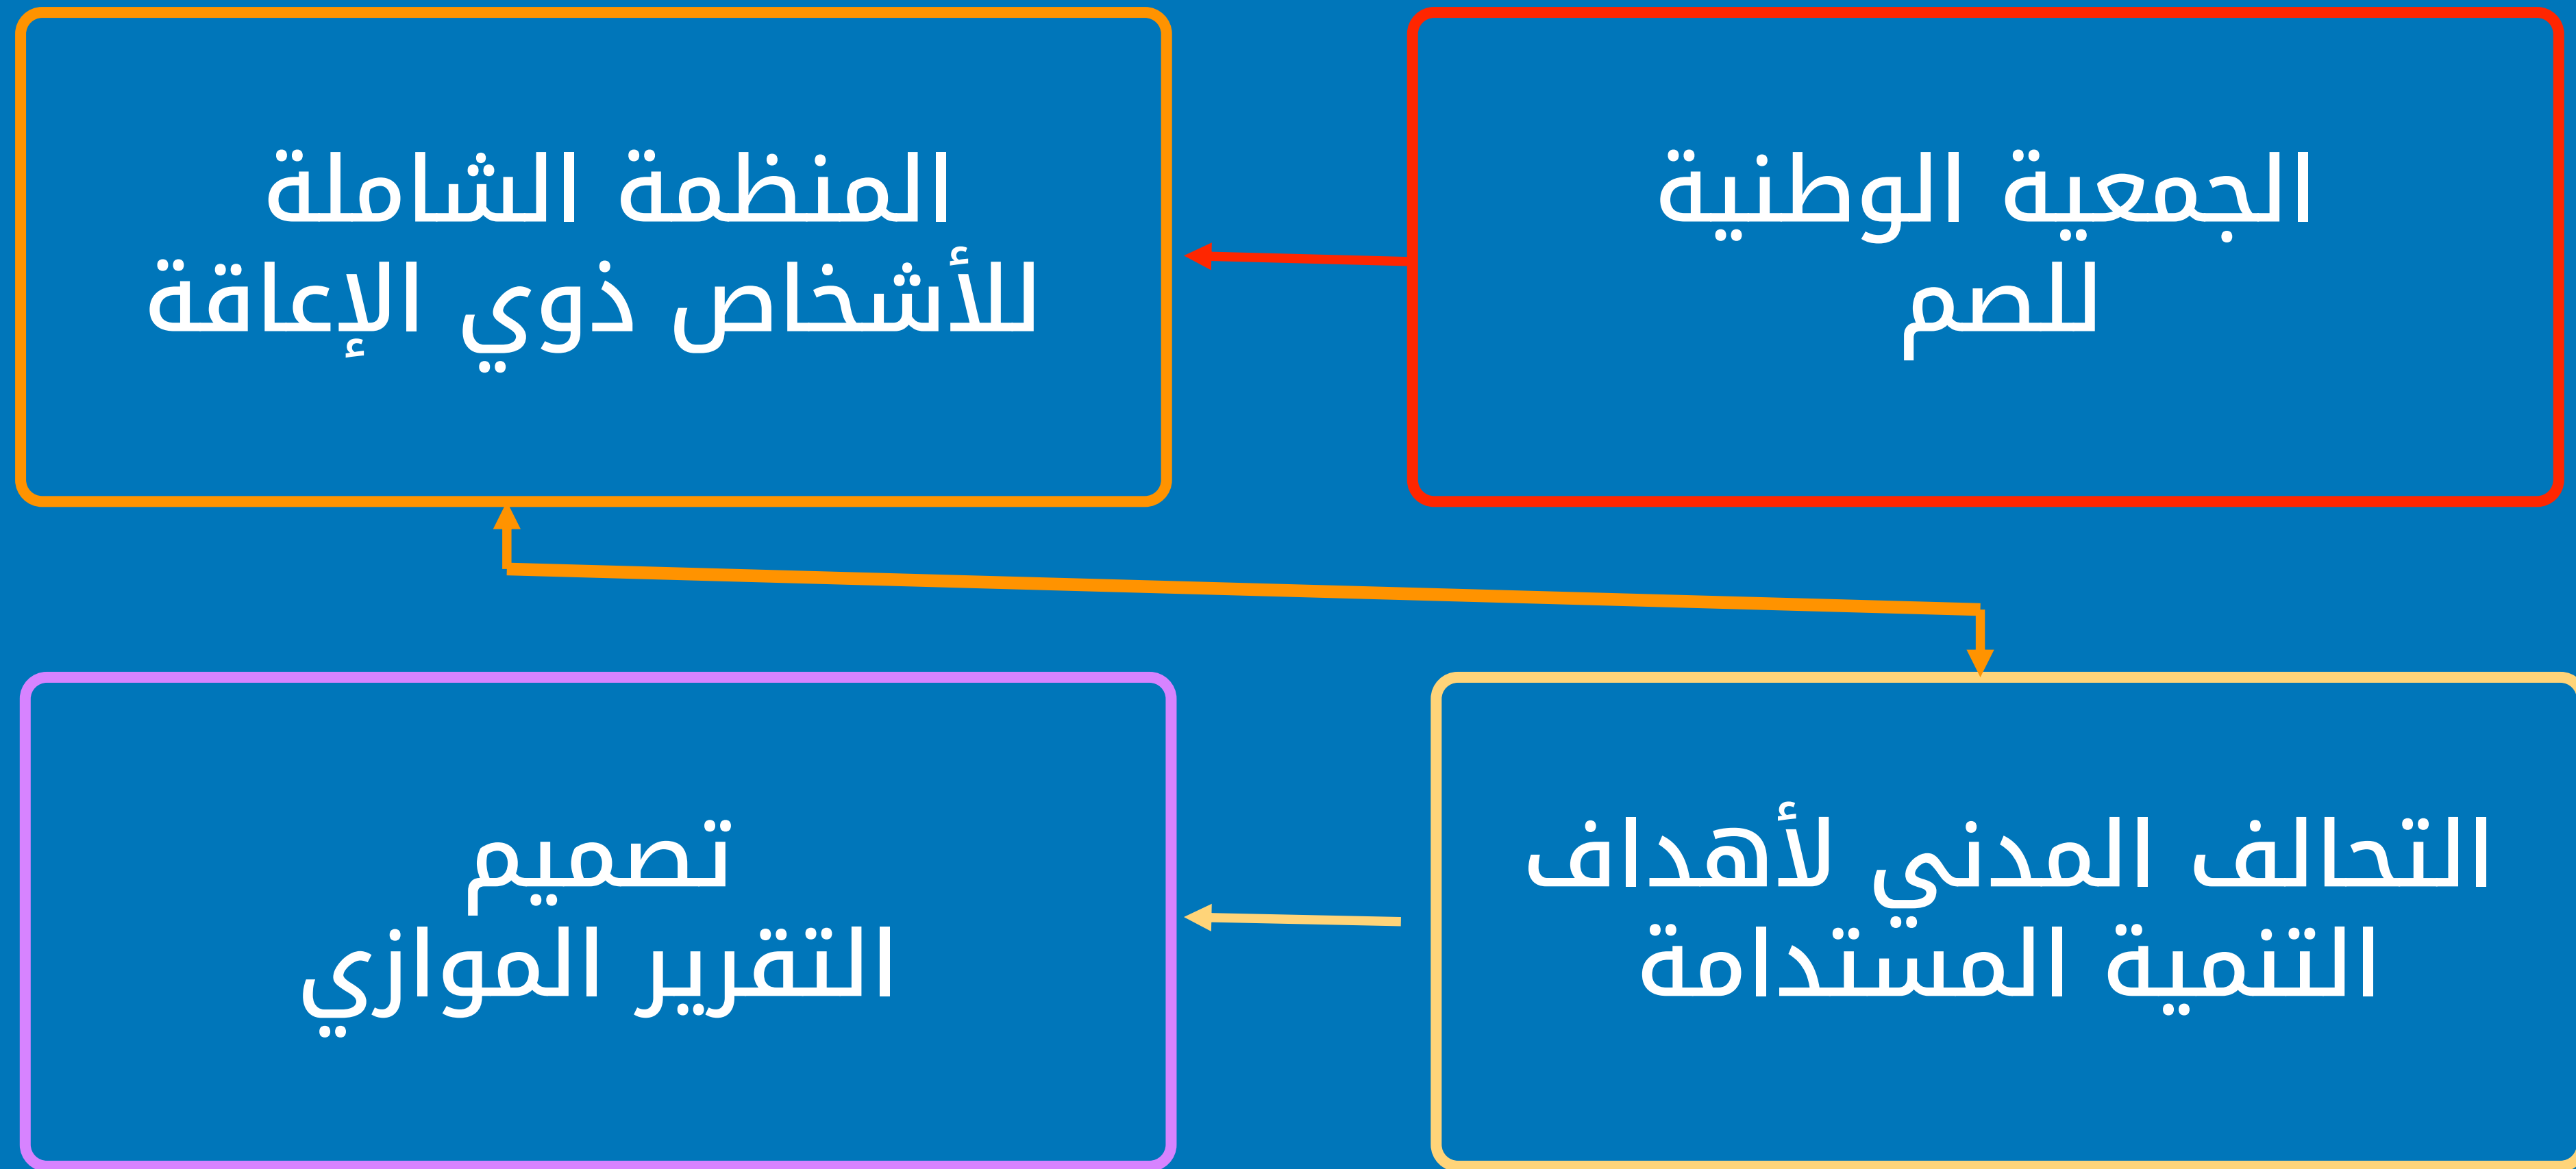 الجمعية الوطنية
للصم
المنظمة الشاملة
للأشخاص ذوي الإعاقة
التحالف المدني لأهداف
التنمية المستدامة
تصميم
التقرير الموازي